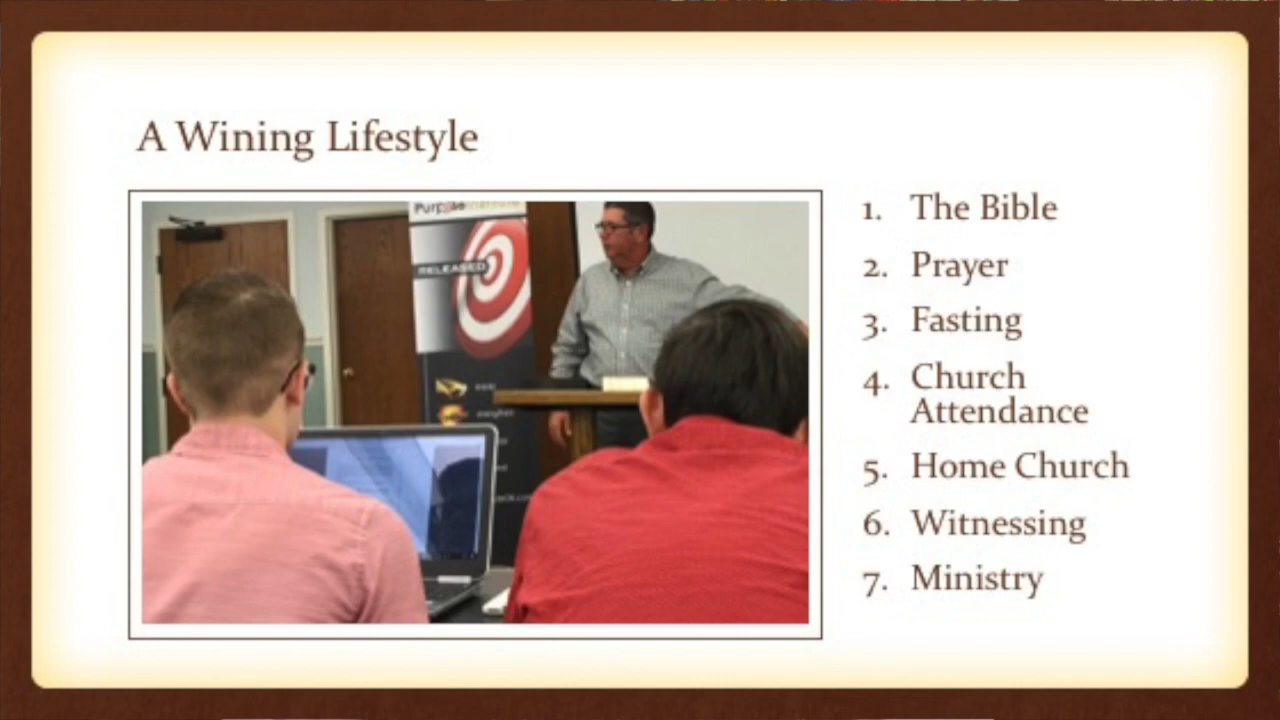 A Wining Lifestyle
1. The Bible
2. Prayer
3. Fasting
4. Church
Attendance
5. Home Church
6. Witnessing
7. Ministry
RELEASED